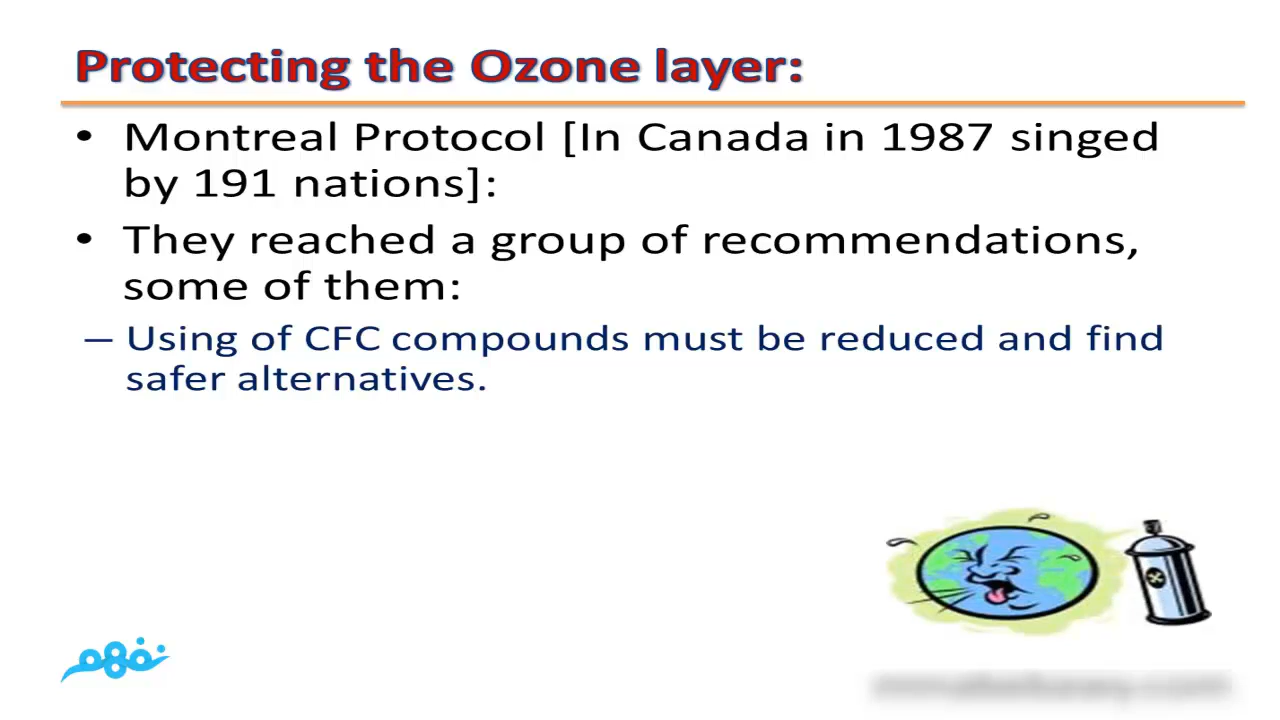 Protecting the Ozone layer:
• Montreal Protocol [In Canada in 1987 singed
by 191 nations]:
• They reached a group of recommendations,
some of them:
– Using of CFC compounds must be reduced and find
safer alternatives.
نفهم